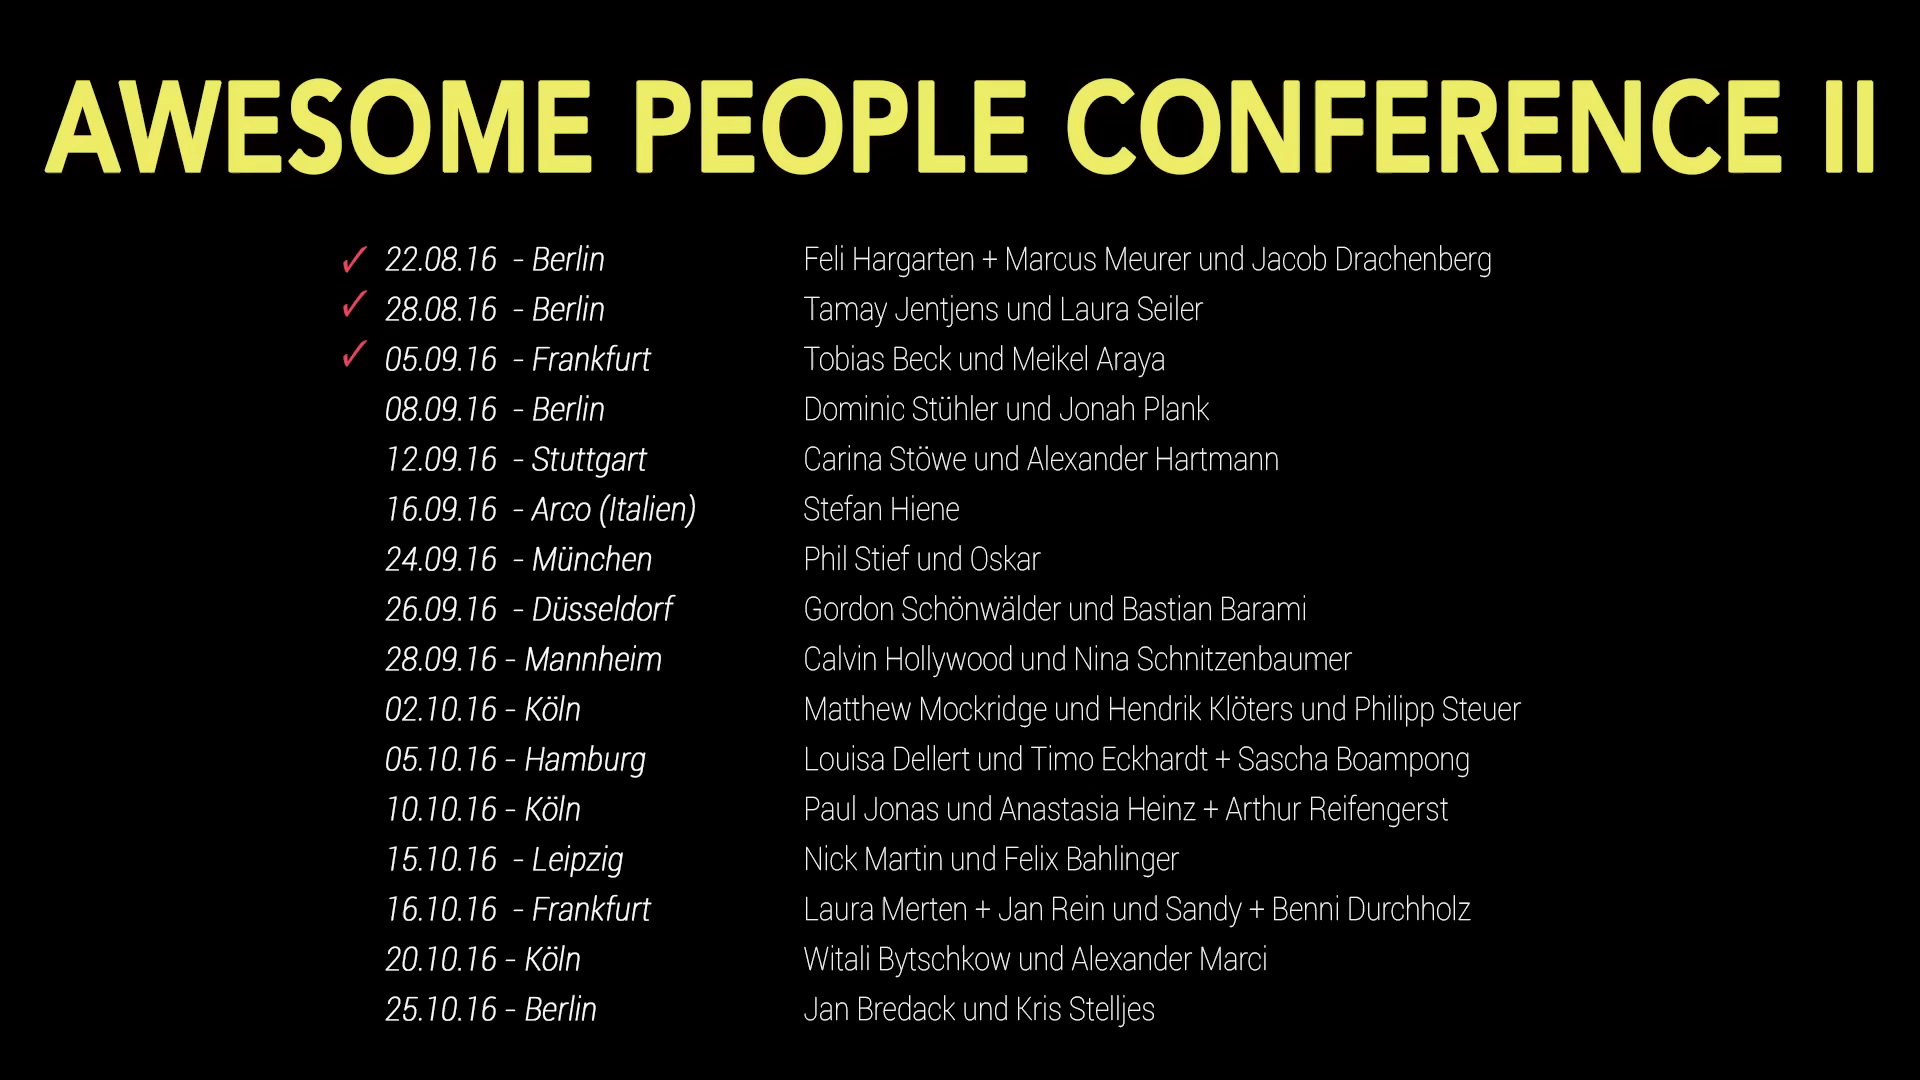 AWESOME PEOPLE CONFERENCE II
✓ 22.08.16 - Berlin Feli Hargarten + Marcus Meurer und Jacob Drachenberg
✓ 28.08.16 - Berlin Tamay Jentjens und Laura Seiler
✓ 05.09.16 - Frankfurt Tobias Beck und Meikel Araya
08.09.16 - Berlin Dominic Stühler und Jonah Plank
12.09.16 - Stuttgart Carina Stöwe und Alexander Hartmann
16.09.16 - Arco (Italien) Stefan Hiene
24.09.16 - München Phil Stief und Oskar
26.09.16 - Düsseldorf Gordon Schönwälder und Bastian Barami
28.09.16 - Mannheim Calvin Hollywood und Nina Schnitzenbaumer
02.10.16 - Köln Matthew Mockridge und Hendrik Klöters und Philipp Steuer
05.10.16 - Hamburg Louisa Dellert und Timo Eckhardt + Sascha Boampong
10.10.16 - Köln Paul Jonas und Anastasia Heinz + Arthur Reifengerst
15.10.16 - Leipzig Nick Martin und Felix Bahlinger
16.10.16 - Frankfurt Laura Merten + Jan Rein und Sandy + Benni Durchholz
20.10.16 - Köln Witali Bytschkow und Alexander Marci
25.10.16 - Berlin Jan Bredack und Kris Stelljes